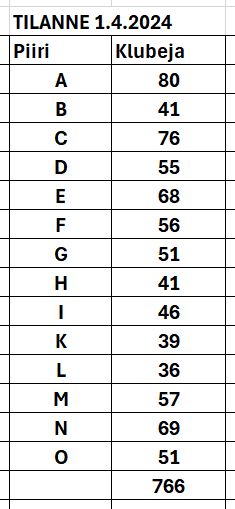 TILANNE 1.4.2024
Piiri Klubeja
A 80
B 41
C 76
D 55
E 68
F 56
G 51
H 41
I 46
K 39
L 36
M 57
N 69
O 51
766